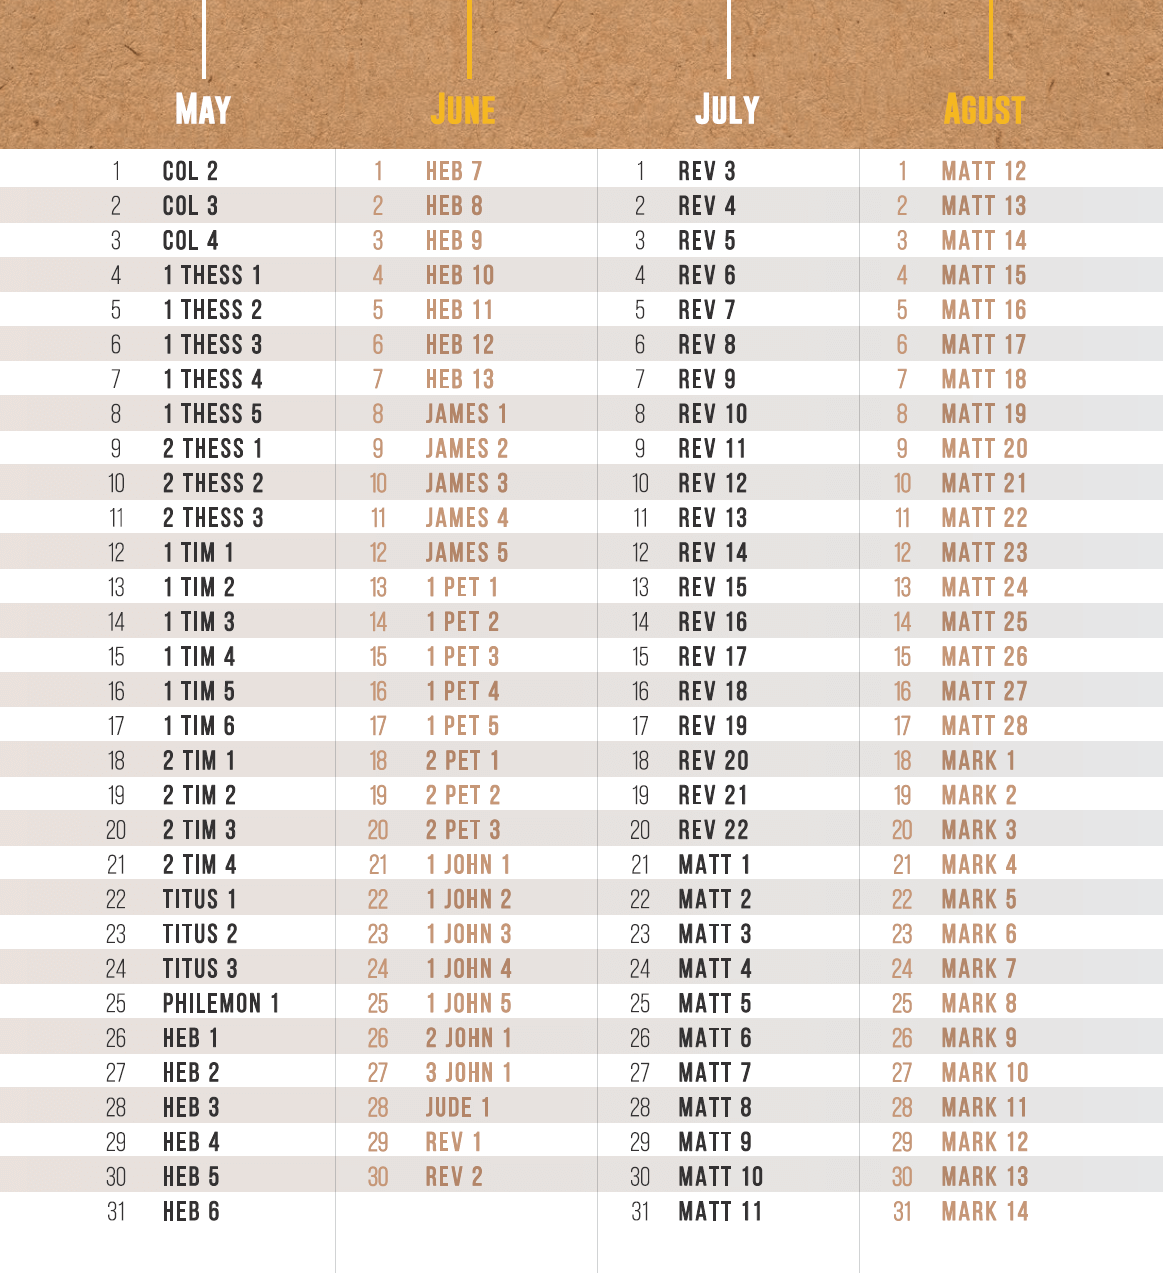 MAY JUNE JULY AGUST
1 COL 2 1 HEB 7 1 REV 3 1 MATT 12
2 COL 3 2 HEB 8 2 REV 4 2 MATT 13
3 COL 4 3 HEB 9 3 REV 5 3 MATT 14
4 1 THESS 1 4 HEB 10 4 REV 6 4 MATT 15
5 1 THESS 2 5 HEB 11 5 REV 7 5 MATT 16
6 1 THESS 3 6 HEB 12 6 REV 8 6 MATT 17
7 1 THESS 4 7 HEB 13 7 REV 9 7 MATT 18
8 1 THESS 5 8 JAMES 1 8 REV 10 8 MATT 19
9 2 THESS 1 9 JAMES 2 9 REV 11 9 MATT 20
10 2 THESS 2 10 JAMES 3 10 REV 12 10 MATT 21
11 2 THESS 3 11 JAMES 4 11 REV 13 11 MATT 22
12 1 TIM 1 12 JAMES 5 12 REV 14 12 MATT 23
13 1 TIM 2 13 1 PET 1 13 REV 15 13 MATT 24
14 1 TIM 3 14 1 PET 2 14 REV 16 14 MATT 25
15 1 TIM 4 15 1 PET 3 15 REV 17 15 MATT 26
16 1 TIM 5 16 1 PET 4 16 REV 18 16 MATT 27
17 1 TIM 6 17 1 PET 5 17 REV 19 17 MATT 28
18 2 TIM 1 18 2 PET 1 18 REV 20 18 MARK 1
19 2 TIM 2 19 2 PET 2 19 REV 21 19 MARK 2
20 2 TIM 3 20 2 PET 3 20 REV 22 20 MARK 3
21 2 TIM 4 21 1 JOHN 1 21 MATT 1 21 MARK 4
22 TITUS 1 22 1 JOHN 2 22 MATT 2 22 MARK 5
23 TITUS 2 23 1 JOHN 3 23 MATT 3 23 MARK 6
24 TITUS 3 24 1 JOHN 4 24 MATT 4 24 MARK 7
25 PHILEMON 1 25 1 JOHN 5 25 MATT 5 25 MARK 8
26 HEB 1 26 2 JOHN 1 26 MATT 6 26 MARK 9
27 HEB 2 27 3 JOHN 1 27 MATT 7 27 MARK 10
28 HEB 3 28 JUDE 1 28 MATT 8 28 MARK 11
29 HEB 4 29 REV 1 29 MATT 9 29 MARK 12
30 HEB 5 30 REV 2 30 MATT 10 30 MARK 13
31 HEB 6 31 MATT 11 31 MARK 14